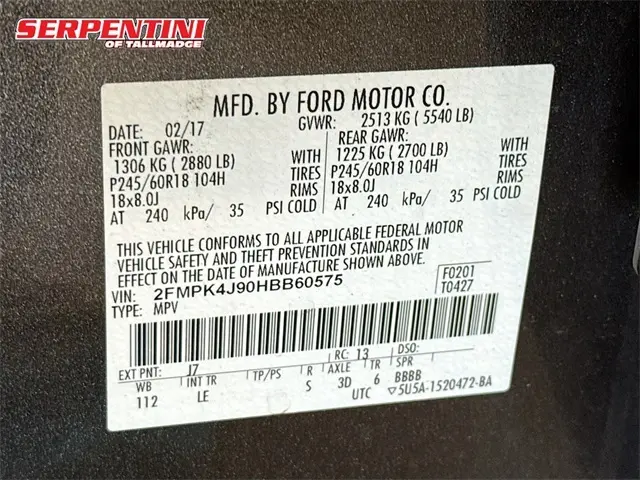 SERPENTINI
OF TALLMADGE
MFD. BY FORD MOTOR CO.
DATE: 02/17 GVWR: 2513 KG ( 5540 LB)
FRONT GAWR: REAR GAWR:
1306 KG ( 2880 LB) WITH 1225 KG ( 2700 LB) WITH
P245/60R18 104H TIRES P245/60R18 104H TIRES
18x8.0J RIMS 18x8.0J RIMS
AT 240 kPa/ 35 PSI COLD AT 240 kPa/ 35 PSI COLD
THIS VEHICLE CONFORMS TO ALL APPLICABLE FEDERAL MOTOR
VEHICLE SAFETY AND THEFT PREVENTION STANDARDS IN
EFFECT ON THE DATE OF MANUFACTURE SHOWN ABOVE.
VIN: 2FMPK4J90HBB60575 F0201
TYPE: MPV T0427
EXT PNT: J7 RC: 13 DSO:
WB INT TR TP/PS R AXLE TR SPR
112 LE S 3D 6 BBBB
UTC ▽5U5A-1520472-BA